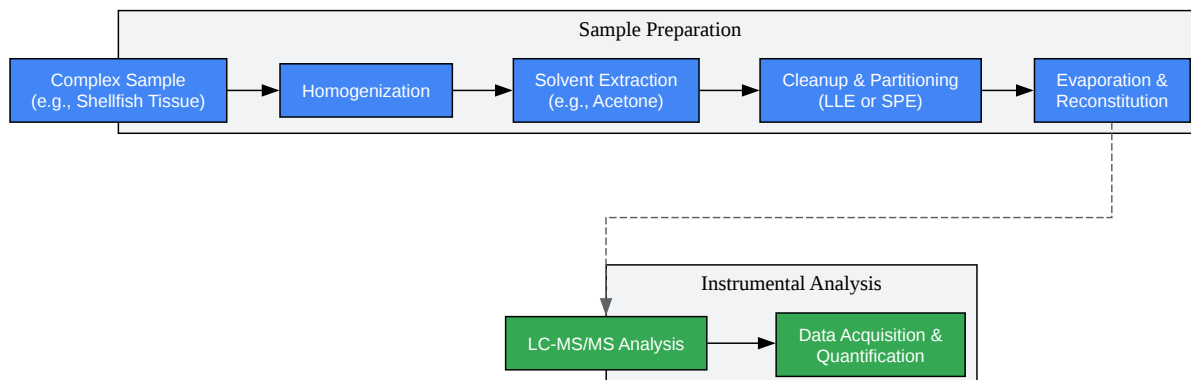 Sample Preparation
Complex Sample
(e.g., Shellfish Tissue)
Homogenization
Solvent Extraction
(e.g., Acetone)
Cleanup & Partitioning
(LLE or SPE)
Evaporation &
Reconstitution
Instrumental Analysis
LC-MS/MS Analysis
Data Acquisition &
Quantification